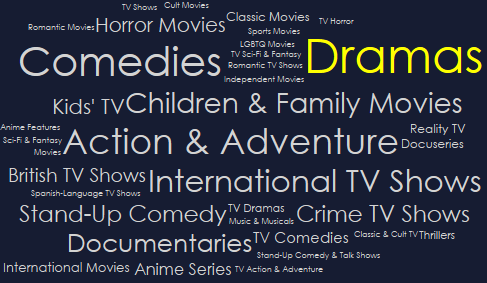 TV Shows
Cult Movies
Romantic Movies
Horror Movies
Classic Movies
TV Horror
Sports Movies
LGBTQ Movies
TV Sci-Fi & Fantasy
Romantic TV Shows
Independent Movies
Comedies
Dramas
Kids' TV
Children & Family Movies
Anime Features
Sci-Fi & Fantasy
Movies
Action & Adventure
Reality TV
Docuseries
British TV Shows
International TV Shows
Spanish-Language TV Shows
Stand-Up Comedy
TV Dramas
Music & Musicals
Crime TV Shows
Documentaries
TV Comedies
Classic & Cult TV
Thrillers
Stand-Up Comedy & Talk Shows
International Movies
Anime Series
TV Action & Adventure